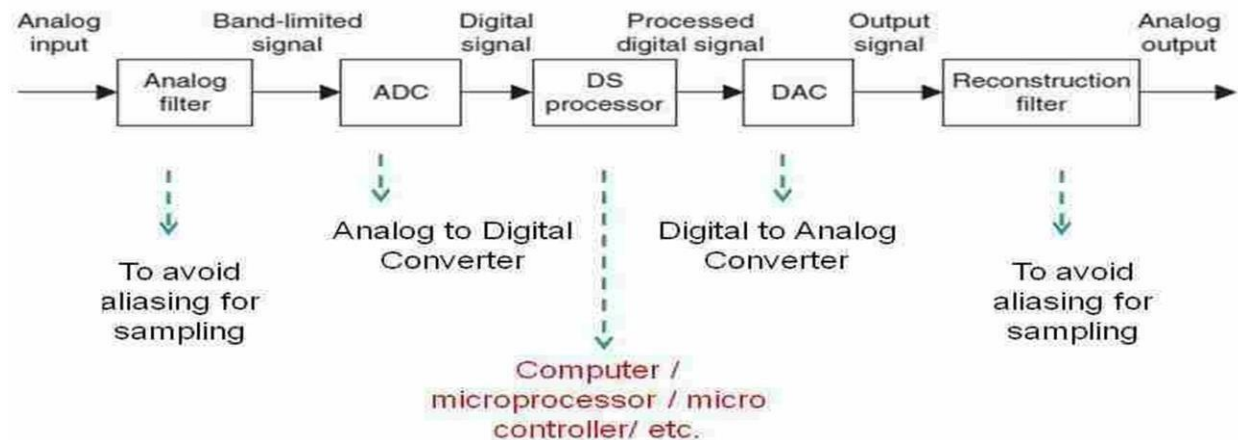 Analog
input
Band-limited
signal
Digital
signal
Processed
digital signal
Output
signal
Analog
output
Analog
filter
ADC
DS
processor
DAC
Reconstruction
filter
Analog to Digital
Converter
Digital to Analog
Converter
To avoid
aliasing for
sampling
To avoid
aliasing for
sampling
Computer /
microprocessor / micro
controller/ etc.